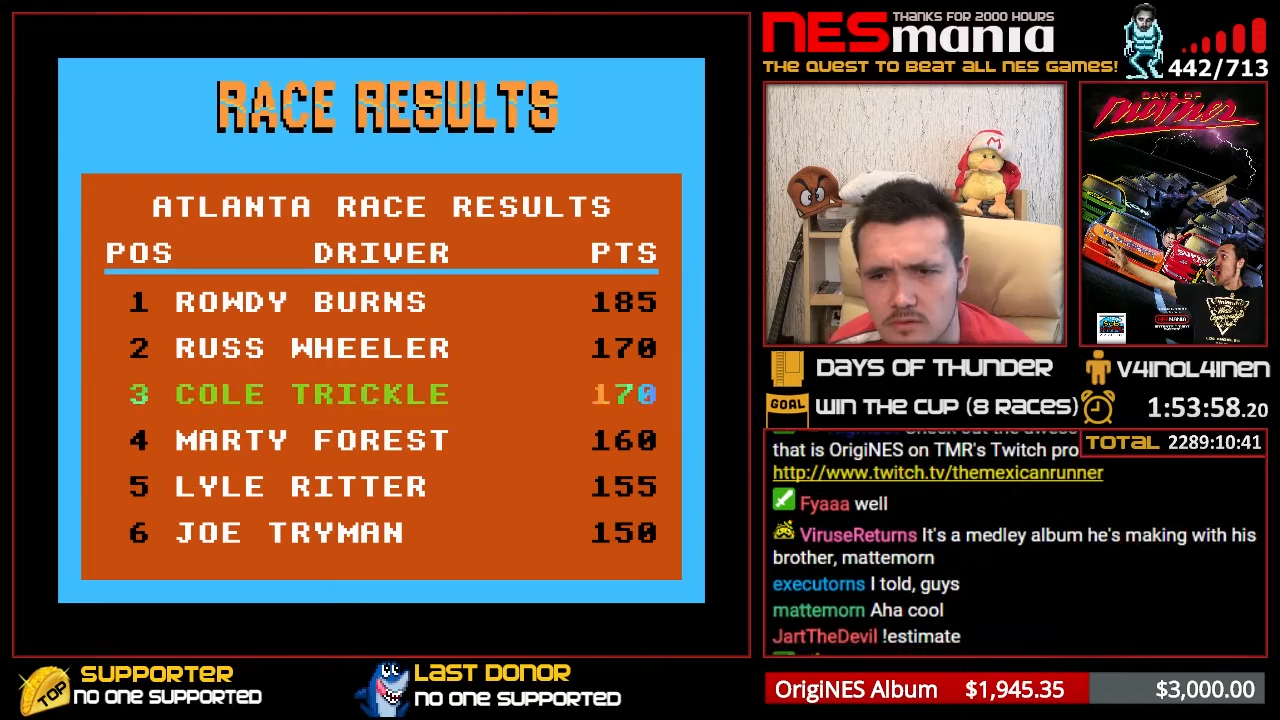 RACE RESULTS
ATLANTA RACE RESULTS
POS DRIVER PTS
1 ROWDY BURNS 185
2 RUSS WHEELER 170
3 COLE TRICKLE 170
4 MARTY FOREST 160
5 LYLE RITTER 155
6 JOE TRYMAN 150
THANKS FOR 2000 HOURS
NESmania
THE QUEST TO BEAT ALL NES GAMES!
442/713
DAYS OF
DAYS OF THUNDER
V4INOL4INEN
GOAL
WIN THE CUP (8 RACES)
1:53:58.20
TOTAL 2289:10:41
that is OrigiNES on TMR's Twitch pro
http://www.twitch.tv/themexicanrunner
Fyaaa well
ViruseReturns It's a medley album he's making with his
brother, mattemorn
executorns I told, guys
mattemorn Aha cool
JartTheDevil !estimate
TOP
SUPPORTER
NO ONE SUPPORTED
LAST DONOR
NO ONE SUPPORTED
OrigiNES Album $1,945.35 $3,000.00